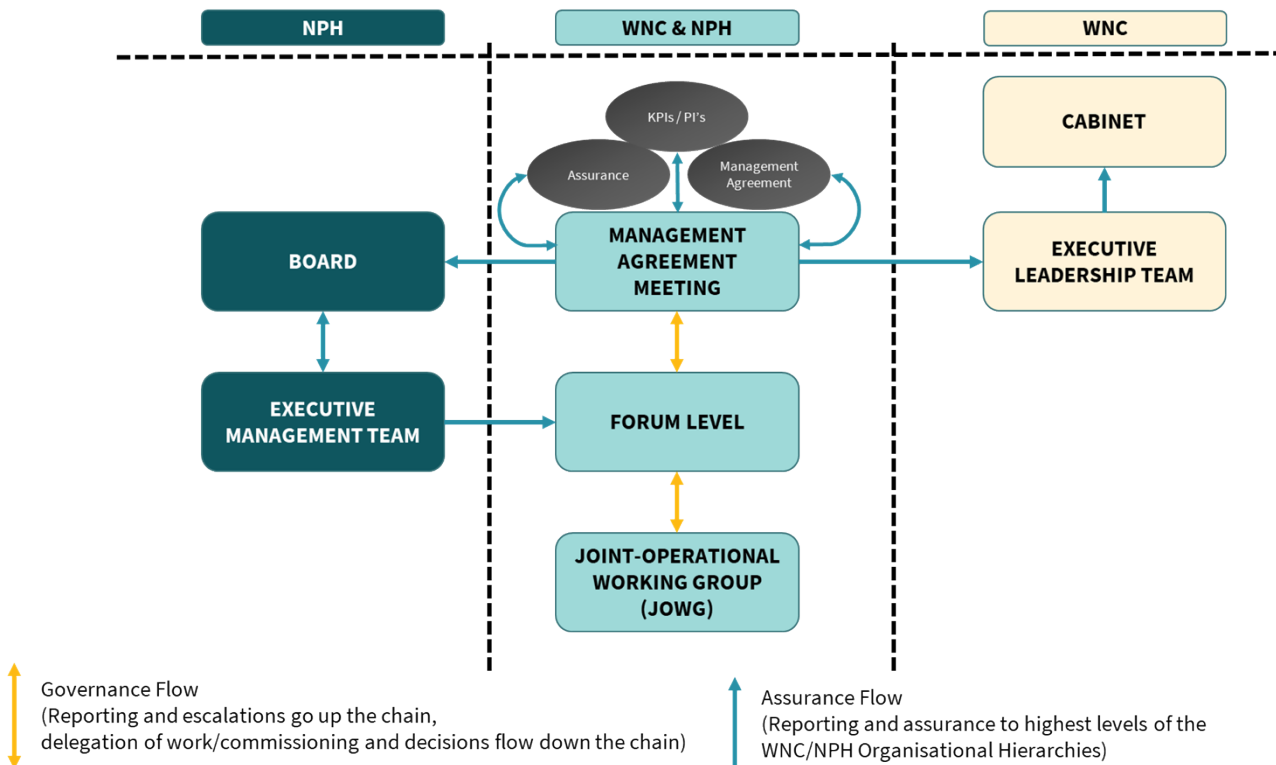 NPH
WNC & NPH
WNC
KPIs / PI's
Assurance
Management
Agreement
CABINET
BOARD
MANAGEMENT
AGREEMENT
MEETING
EXECUTIVE
LEADERSHIP TEAM
EXECUTIVE
MANAGEMENT TEAM
FORUM LEVEL
JOINT-OPERATIONAL
WORKING GROUP
(JOWG)
Governance Flow
(Reporting and escalations go up the chain,
delegation of work/commissioning and decisions flow down the chain)
Assurance Flow
(Reporting and assurance to highest levels of the
WNC/NPH Organisational Hierarchies)